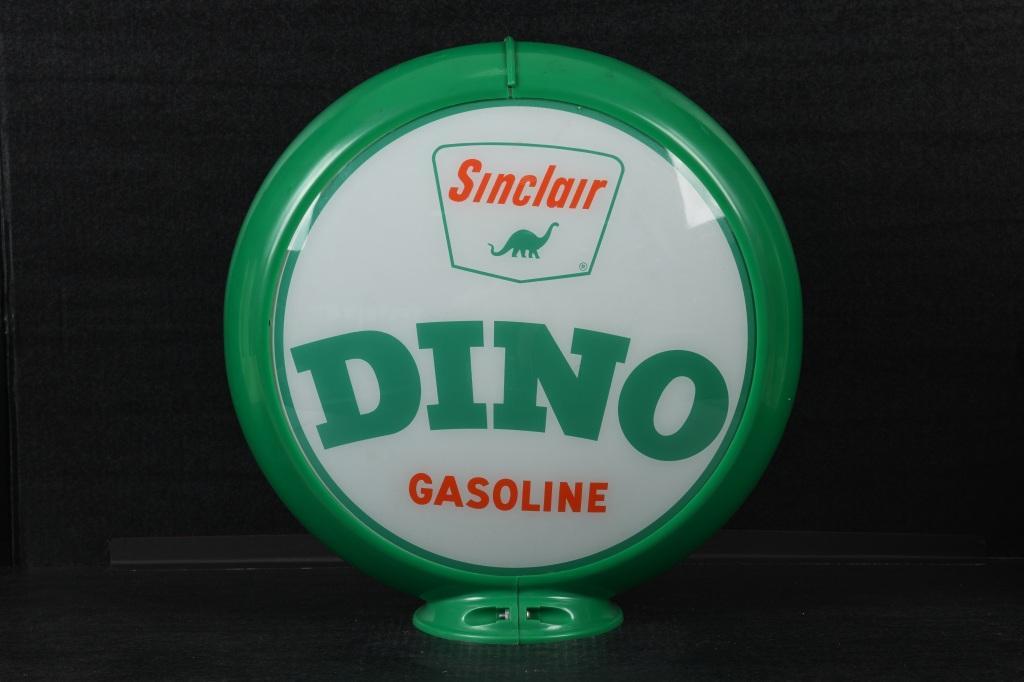 Sinclair
®
DINO
GASOLINE